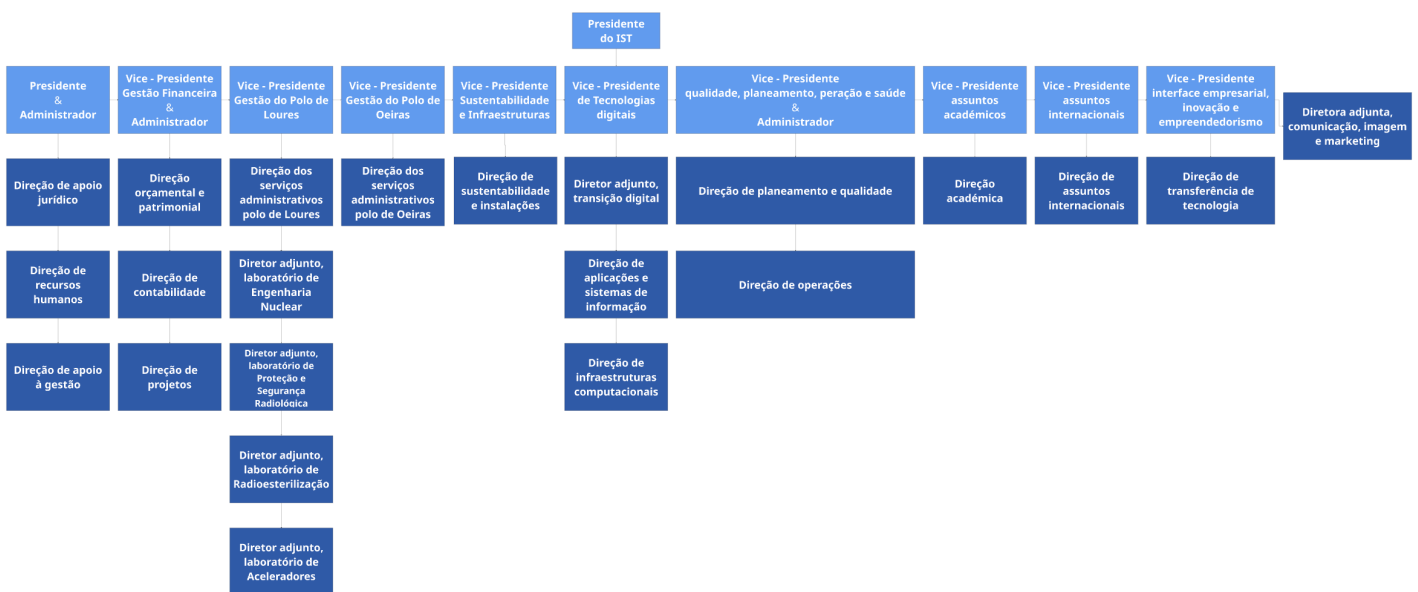 Presidente
do IST
Presidente
&
Administrador
Vice - Presidente
Gestão Financeira
&
Administrador
Vice - Presidente
Gestão do Polo de
Loures
Vice - Presidente
Gestão do Polo de
Oeiras
Vice - Presidente
Sustentabilidade
e Infraestruturas
Vice - Presidente
de Tecnologias
digitais
Vice - Presidente
qualidade, planeamento, peração e saúde
&
Administrador
Vice - Presidente
assuntos
académicos
Vice - Presidente
assuntos
internacionais
Vice - Presidente
interface empresarial,
inovação e
empreendedorismo
Diretora adjunta,
comunicação, imagem
e marketing
Direção de apoio
jurídico
Direção
orçamental e
patrimonial
Direção dos
serviços
administrativos
polo de Loures
Direção dos
serviços
administrativos
polo de Oeiras
Direção de
sustentabilidade
e instalações
Diretor adjunto,
transição digital
Direção de planeamento e qualidade
Direção
académica
Direção de
assuntos
internacionais
Direção de
transferência de
tecnologia
Direção de
recursos
humanos
Direção de
contabilidade
Diretor adjunto,
laboratório de
Engenharia
Nuclear
Direção de
aplicações e
sistemas de
informação
Direção de operações
Direção de apoio
à gestão
Direção de
projetos
Diretor adjunto,
laboratório de
Proteção e
Segurança
Radiológica
Direção de
infraestruturas
computacionais
Diretor adjunto,
laboratório de
Radioesterilização
Diretor adjunto,
laboratório de
Aceleradores